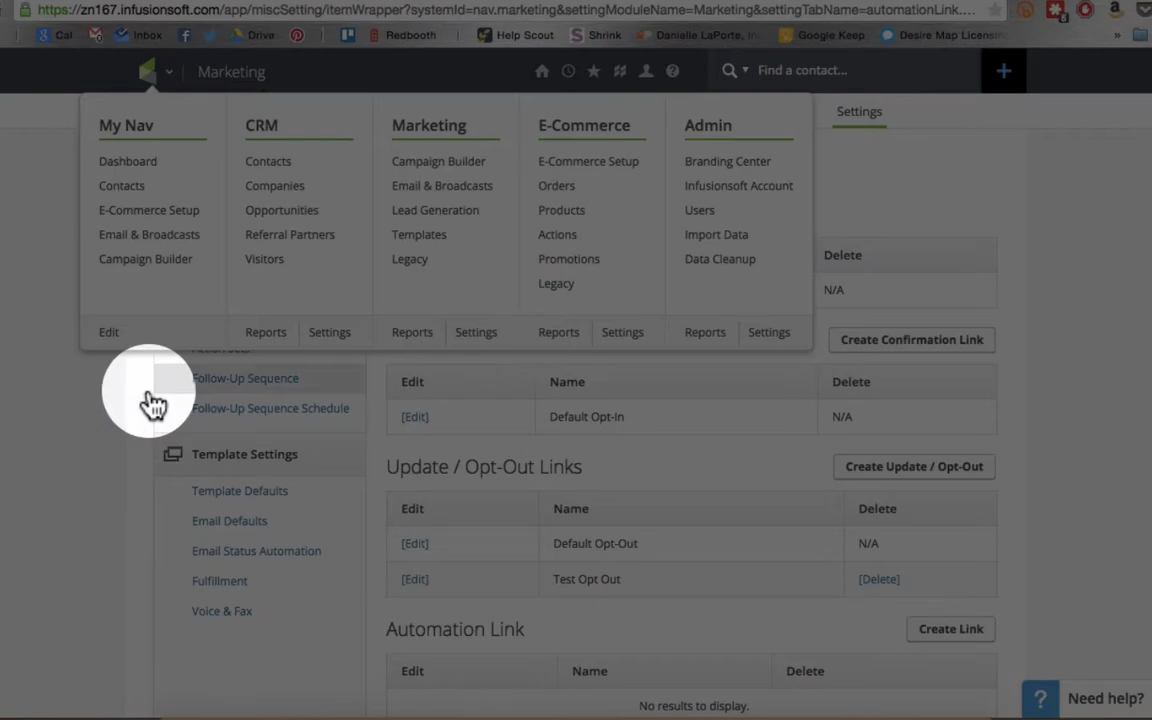 https://zn167.infusionsoft.com/app/miscSetting/itemWrapper?systemId=nav.marketing&settingModuleName=Marketing&settingTabName=automationLink....
Cal Inbox Drive Redbooth Help Scout Shrink Danielle LaPorte, Google Keep Desire Map Licensin »
Marketing Find a contact...
Settings
My Nav CRM Marketing E-Commerce Admin
Dashboard Contacts Campaign Builder E-Commerce Setup Branding Center
Contacts Companies Email & Broadcasts Orders Infusionsoft Account
E-Commerce Setup Opportunities Lead Generation Products Users
Email & Broadcasts Referral Partners Templates Actions Import Data
Campaign Builder Visitors Legacy Promotions Data Cleanup
Legacy
Edit Reports Settings Reports Settings Reports Settings Reports Settings
Delete
N/A
Create Confirmation Link
Follow-Up Sequence
Follow-Up Sequence Schedule
Template Settings
Template Defaults
Email Defaults
Email Status Automation
Fulfillment
Voice & Fax
Edit Name Delete
[Edit] Default Opt-In N/A
Update / Opt-Out Links Create Update / Opt-Out
Edit Name Delete
[Edit] Default Opt-Out N/A
[Edit] Test Opt Out [Delete]
Automation Link Create Link
Edit Name Delete
No results to display.
? Need help?